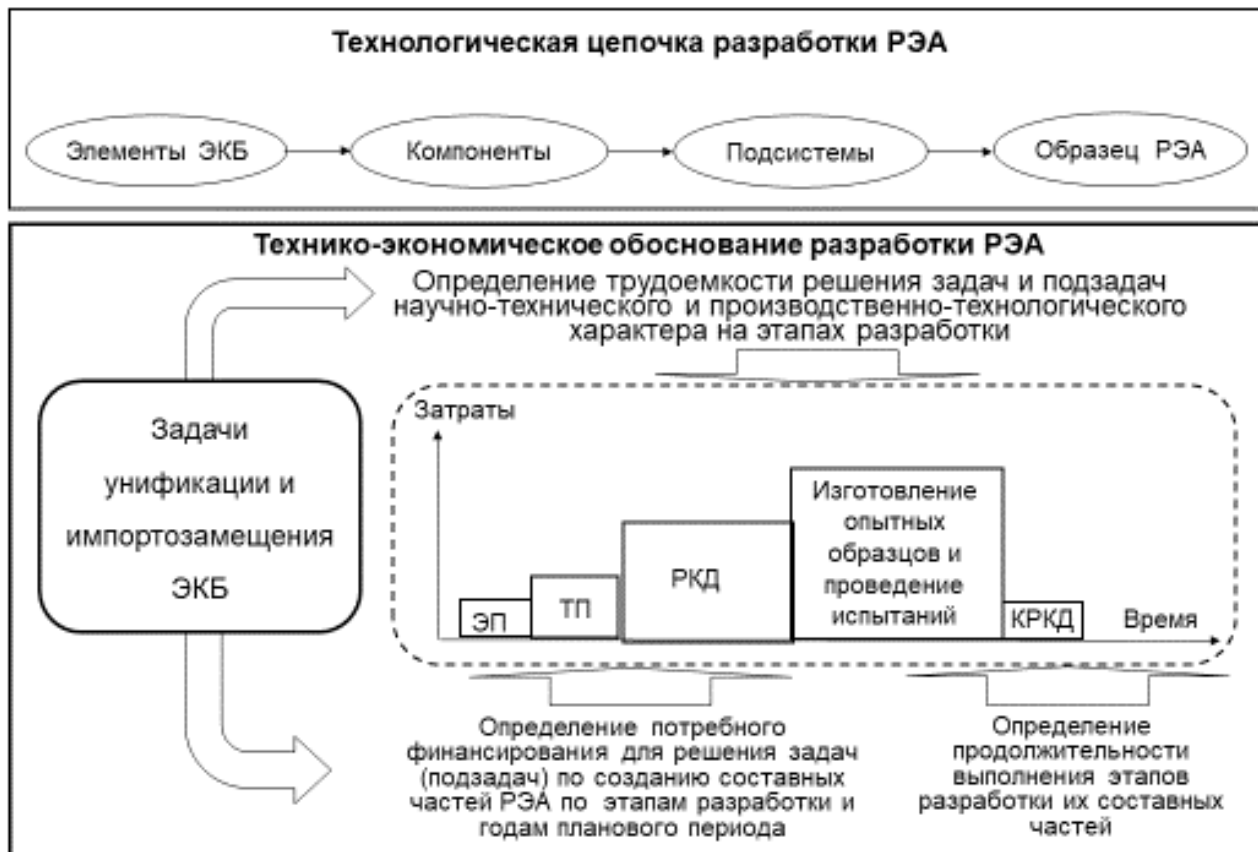 Технологическая цепочка разработки РЭА
Элементы ЭКБ
Компоненты
Подсистемы
Образец РЭА
Технико-экономическое обоснование разработки РЭА
Определение трудоемкости решения задач и подзадач
научно-технического и производственно-технологического
характера на этапах разработки
Задачи
унификации и
импортозамещения
ЭКБ
Затраты
ЭП
ТП
РКД
Изготовление
опытных
образцов и
проведение
испытаний
КРКД
Время
Определение потребного
финансирования для решения задач
(подзадач) по созданию составных
частей РЭА по этапам разработки и
годам планового периода
Определение
продолжительности
выполнения этапов
разработки их составных
частей